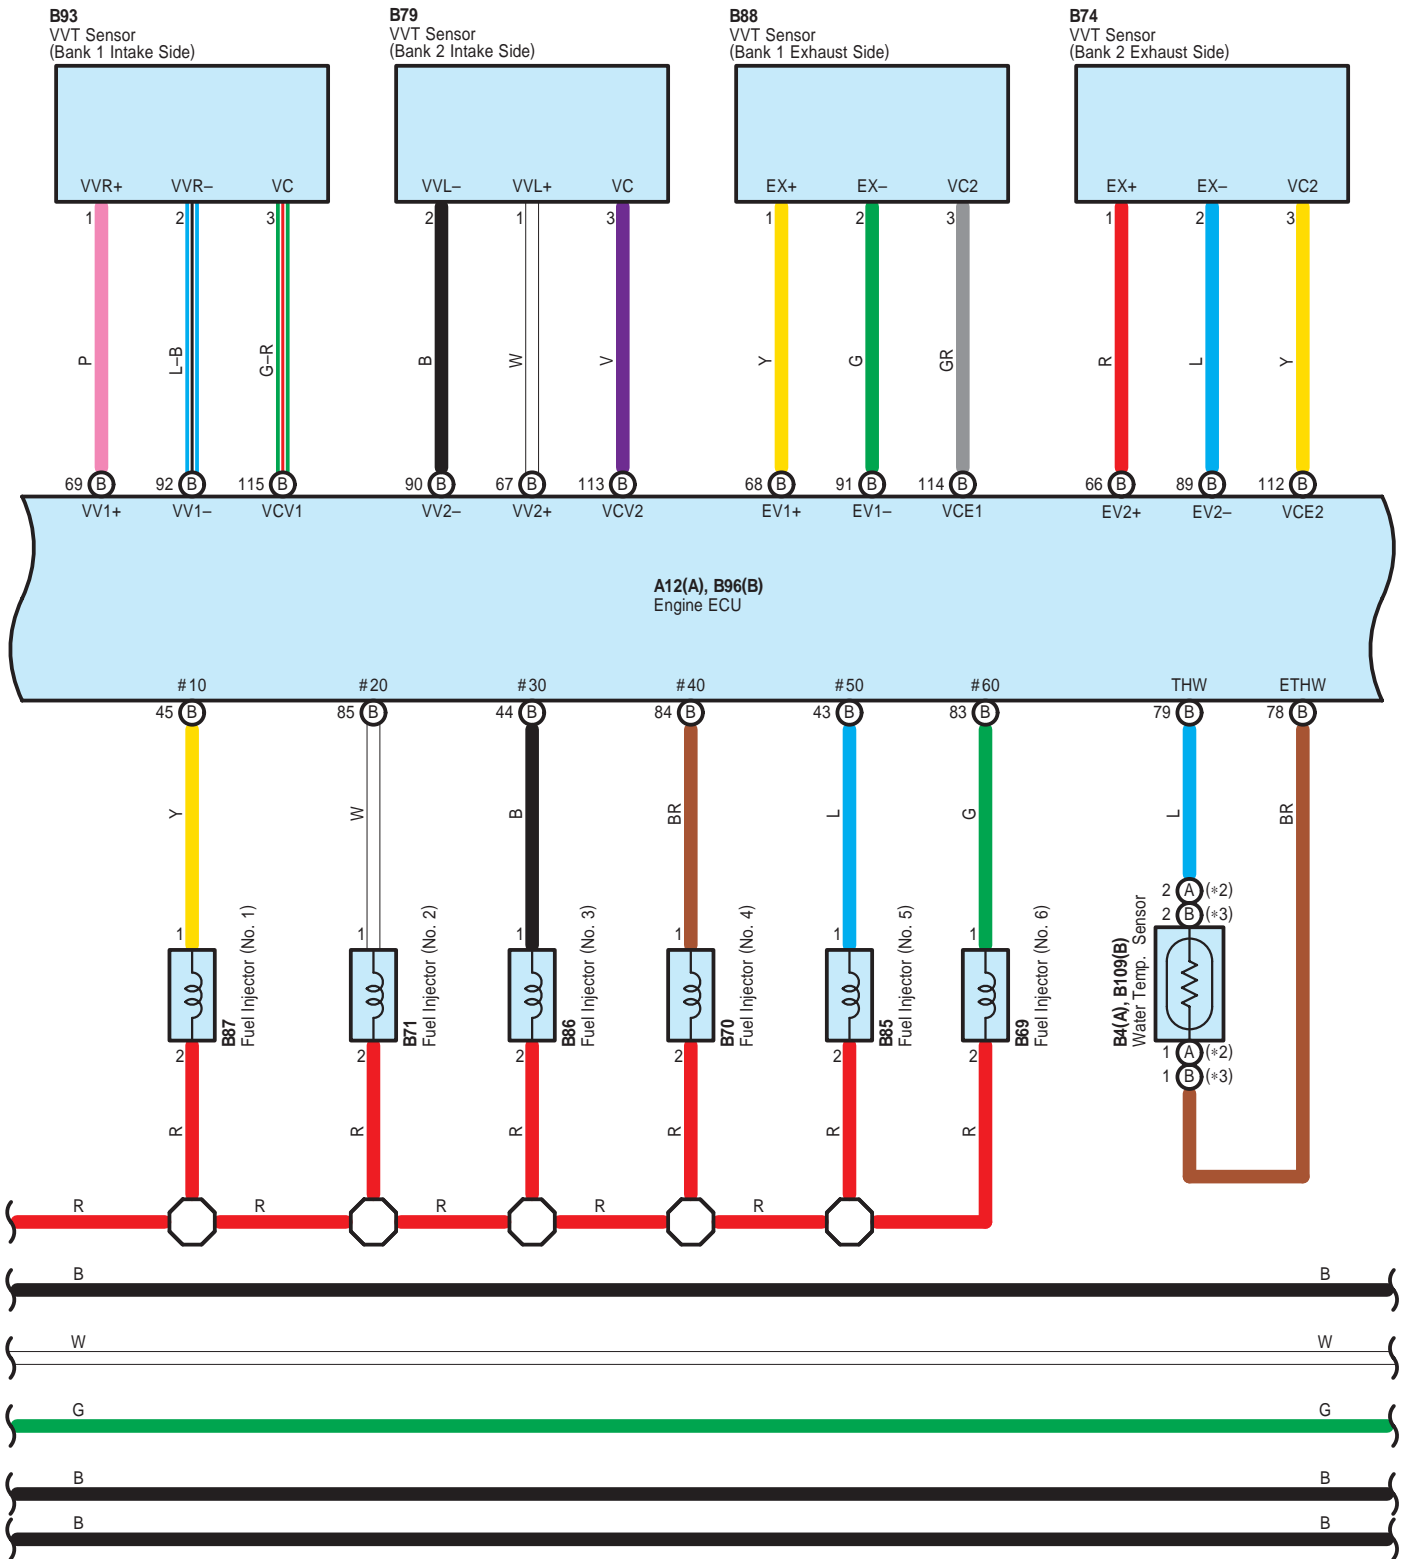 B93
VVT Sensor
(Bank 1 Intake Side)
B79
VVT Sensor
(Bank 2 Intake Side)
B88
VVT Sensor
(Bank 1 Exhaust Side)
B74
VVT Sensor
(Bank 2 Exhaust Side)
VVR+ VVR– VC VVL– VVL+ VC EX+ EX– VC2 EX+ EX– VC2
1 2 3 2 1 3 1 2 3 1 2 3
P L–B G–R B W V Y G GR R L Y
69 B 92 B 115 B 90 B 67 B 113 B 68 B 91 B 114 B 66 B 89 B 112 B
VV1+ VV1– VCV1 VV2– VV2+ VCV2 EV1+ EV1– VCE1 EV2+ EV2– VCE2
A12(A), B96(B)
Engine ECU
#10 #20 #30 #40 #50 #60 THW ETHW
45 B 85 B 44 B 84 B 43 B 83 B 79 B 78 B
Y W B BR L G L BR
2 A (*2)
2 B (*3)
1 1 1 1 1 1
B87
Fuel Injector (No. 1)
B71
Fuel Injector (No. 2)
B86
Fuel Injector (No. 3)
B70
Fuel Injector (No. 4)
B85
Fuel Injector (No. 5)
B69
Fuel Injector (No. 6)
B4(A), B109(B)
Water Temp. Sensor
2 2 2 2 2 2
1 A (*2)
1 B (*3)
R R R R R R
R R R R R
B B
W W
G G
B B
B B